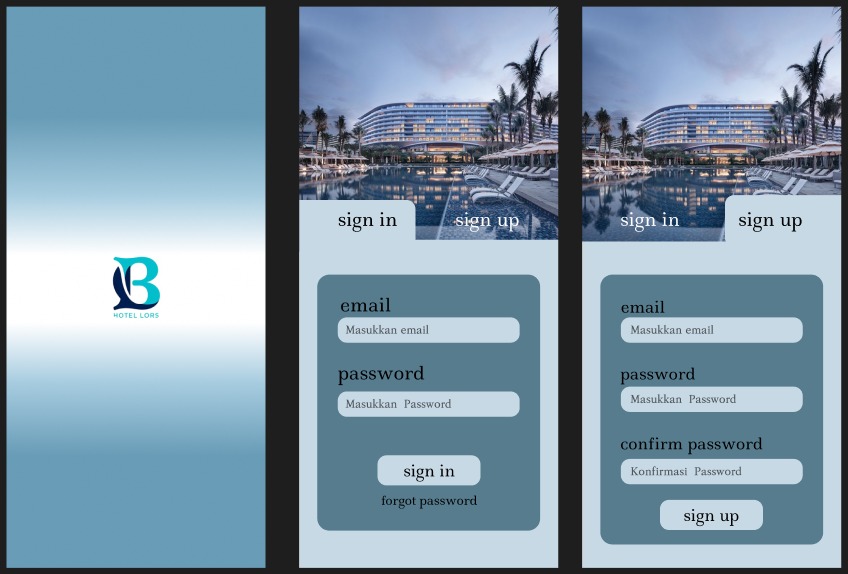 B
HOTEL LORS
sign in
sign up
email
Masukkan email
password
Masukkan Password
sign in
forgot password
sign in
sign up
email
Masukkan email
password
Masukkan Password
confirm password
Konfirmasi Password
sign up